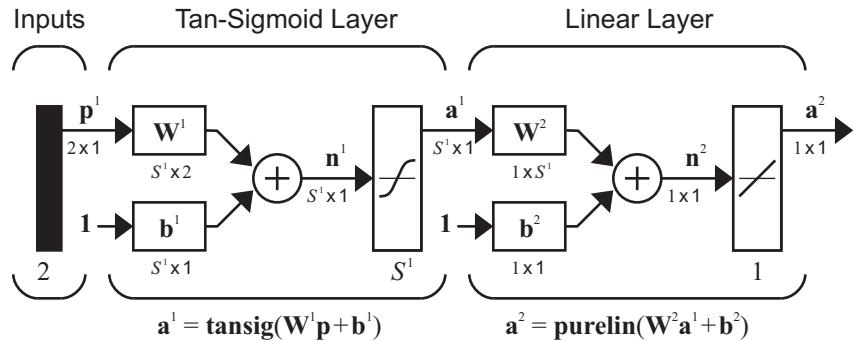 Inputs Tan-Sigmoid Layer Linear Layer
p¹ a¹ a²
W¹ W²
2 x 1 n¹ S¹ x 1 n² 1 x 1
S¹ x 2 1 x S¹
S¹ x 1 1 x 1
1 b¹ 1 b²
S¹ x 1 1 x 1
2 S¹ 1
a¹ = tansig(W¹p+b¹) a² = purelin(W²a¹+b²)